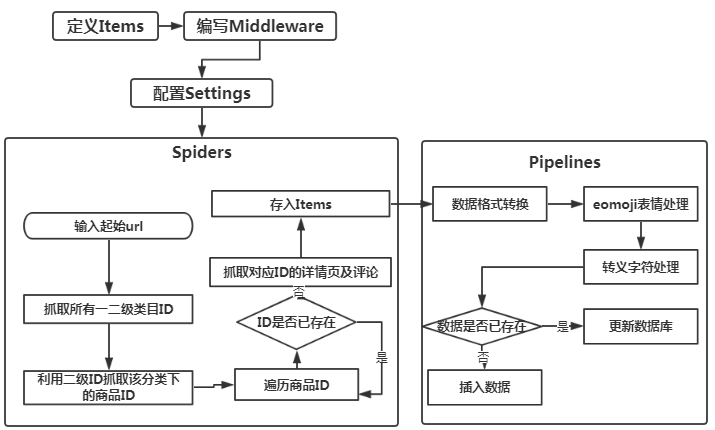 定义Items
编写Middleware
配置Settings
Spiders
输入起始url
抓取所有一二级类目ID
利用二级ID抓取该分类下
的商品ID
遍历商品ID
ID是否已存在
是
否
抓取对应ID的详情页及评论
存入Items
Pipelines
数据格式转换
eomoji表情处理
转义字符处理
数据是否已存在
是
更新数据库
否
插入数据